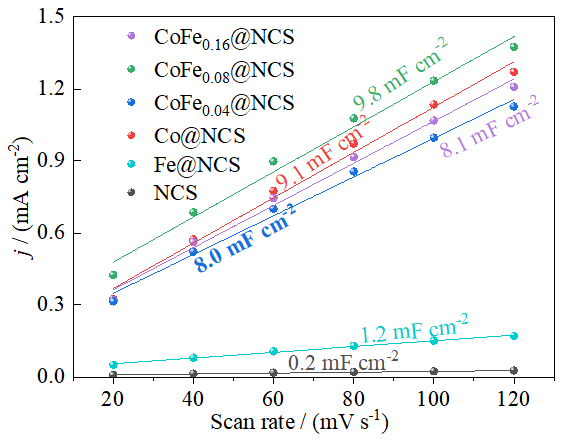 1.5
1.2
0.9
0.6
0.3
0.0
j / (mA cm⁻²)
CoFe₀.₁₆@NCS
CoFe₀.₀₈@NCS
CoFe₀.₀₄@NCS
Co@NCS
Fe@NCS
NCS
9.8 mF cm⁻²
9.1 mF cm⁻²
8.1 mF cm⁻²
8.0 mF cm⁻²
1.2 mF cm⁻²
0.2 mF cm⁻²
20 40 60 80 100 120
Scan rate / (mV s⁻¹)